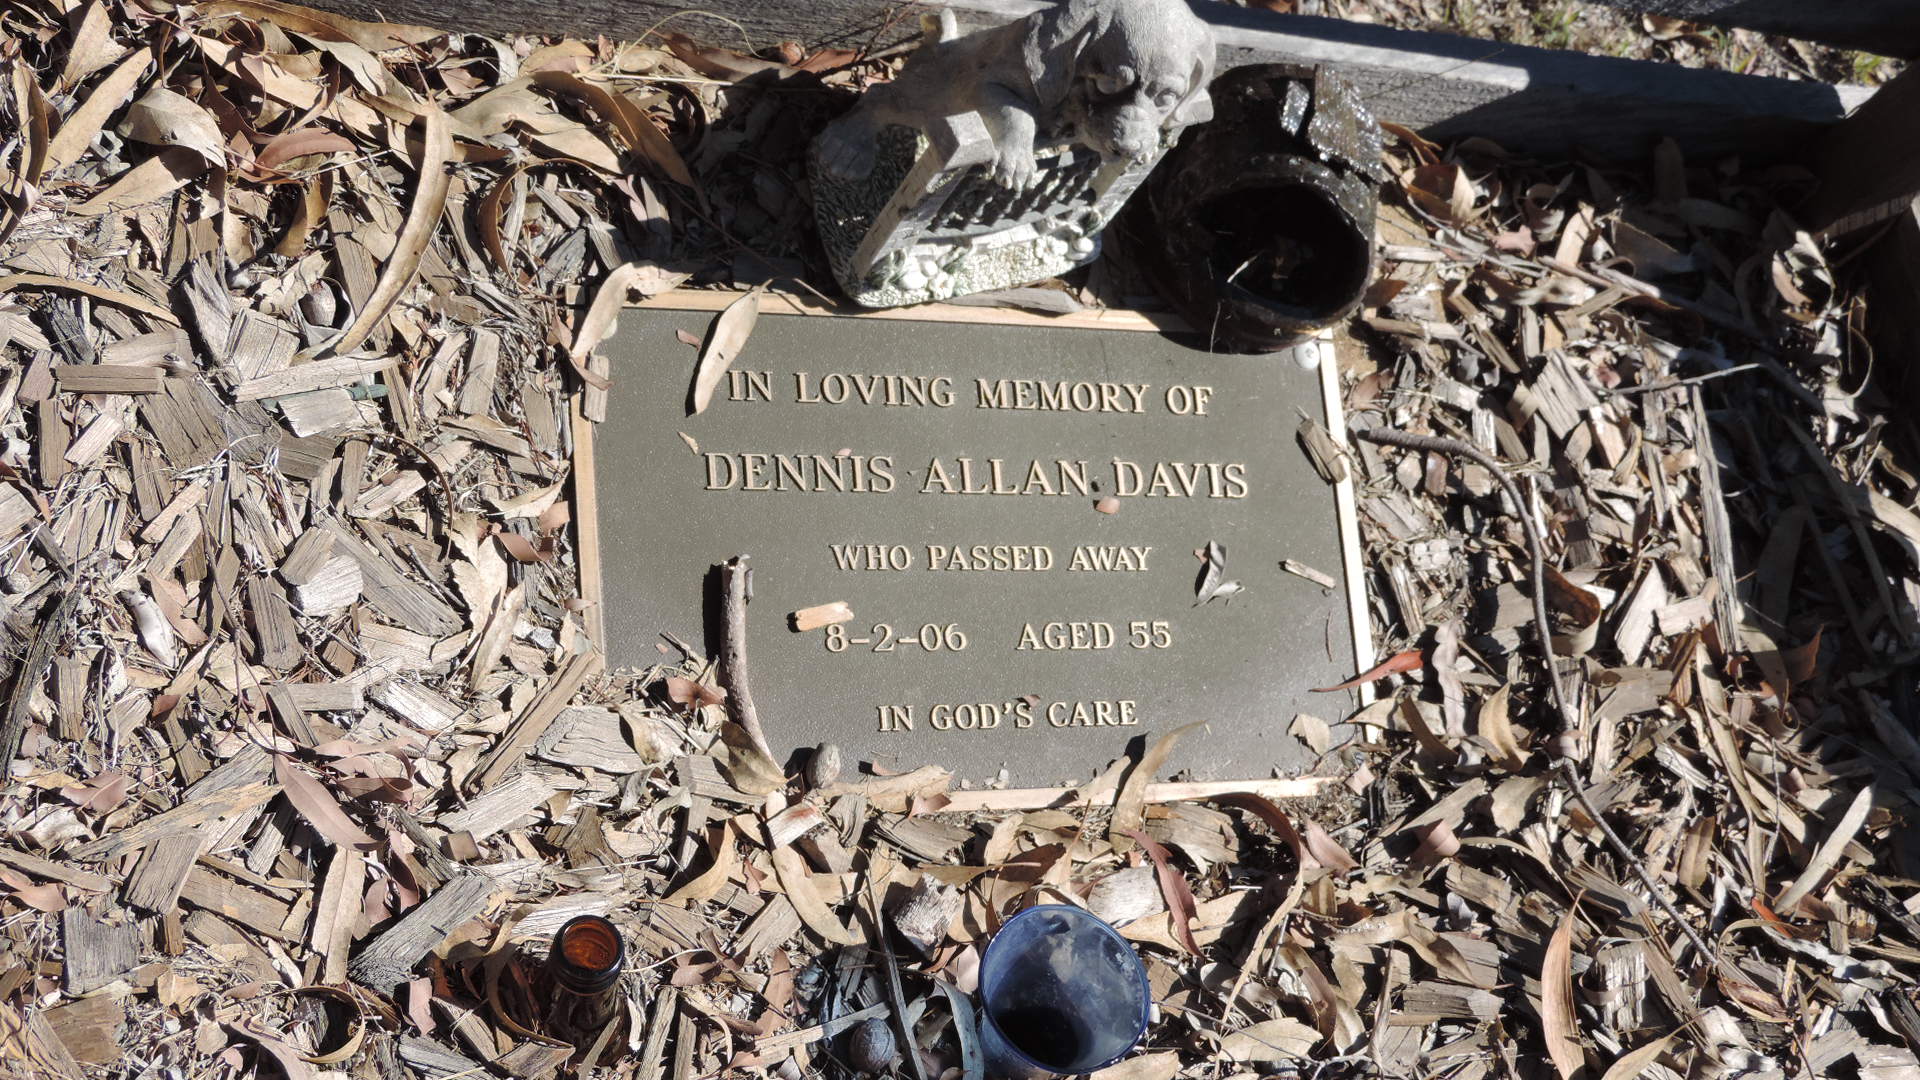 IN LOVING MEMORY OF
DENNIS ALLAN DAVIS
WHO PASSED AWAY
8-2-06 AGED 55
IN GOD'S CARE